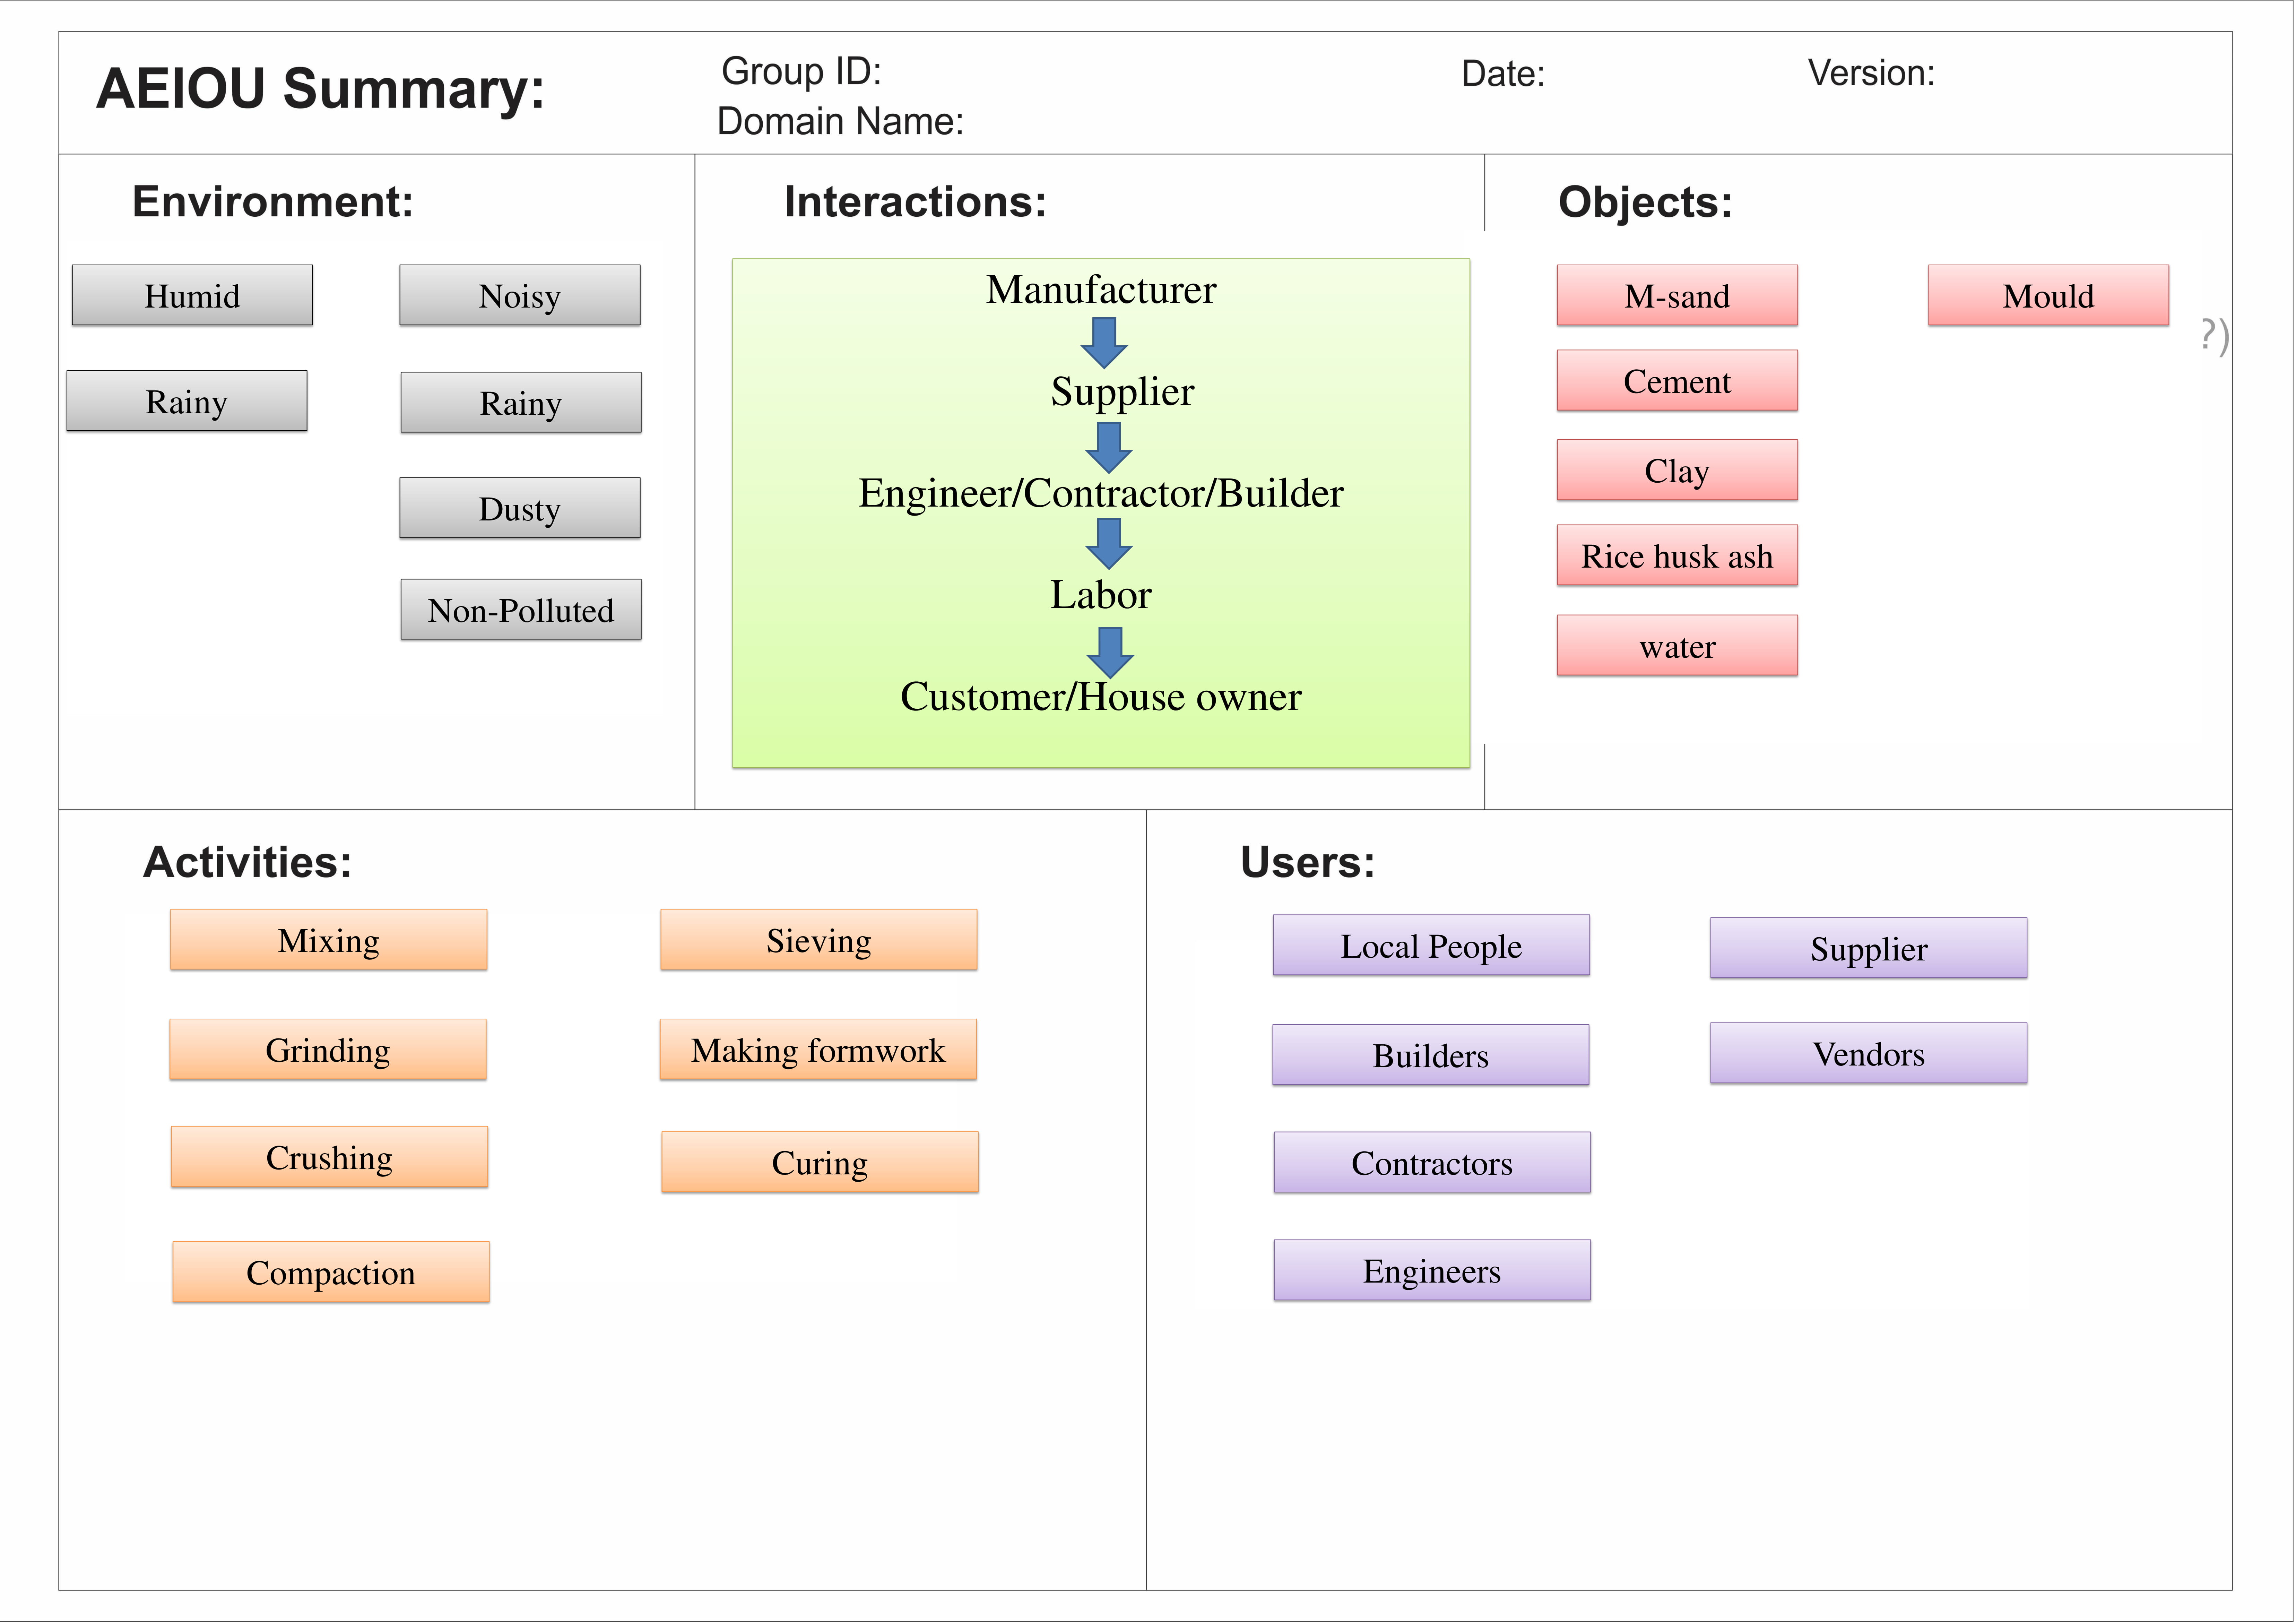 AEIOU Summary:
Group ID:
Domain Name:
Date:
Version:
Environment:
Humid
Noisy
Rainy
Rainy
Dusty
Non-Polluted
Interactions:
Manufacturer
Supplier
Engineer/Contractor/Builder
Labor
Customer/House owner
Objects:
M-sand
Mould
?)
Cement
Clay
Rice husk ash
water
Activities:
Mixing
Sieving
Grinding
Making formwork
Crushing
Curing
Compaction
Users:
Local People
Supplier
Builders
Vendors
Contractors
Engineers